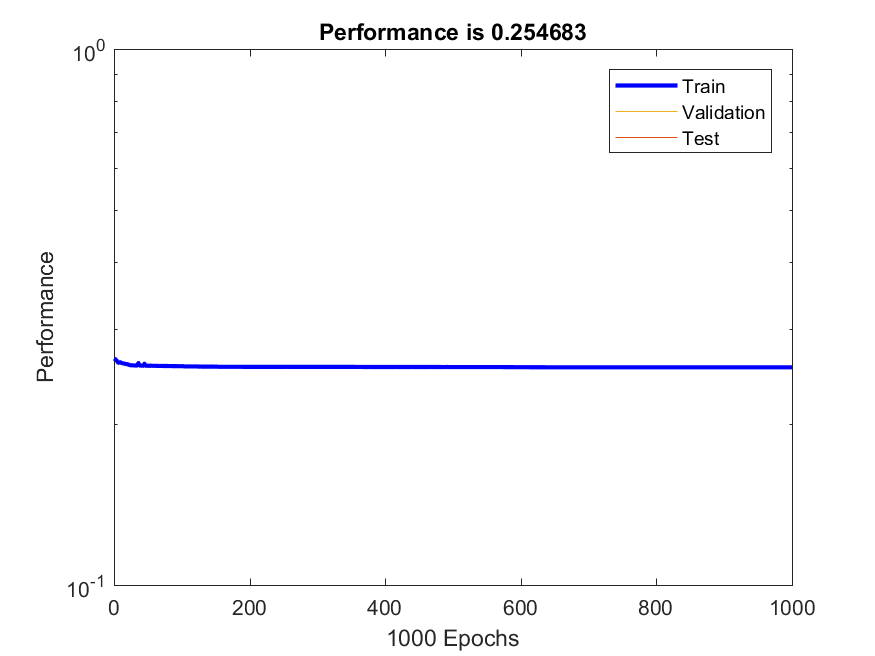 Performance is 0.254683
10^0
Train
Validation
Test
Performance
10^-1
0 200 400 600 800 1000
1000 Epochs